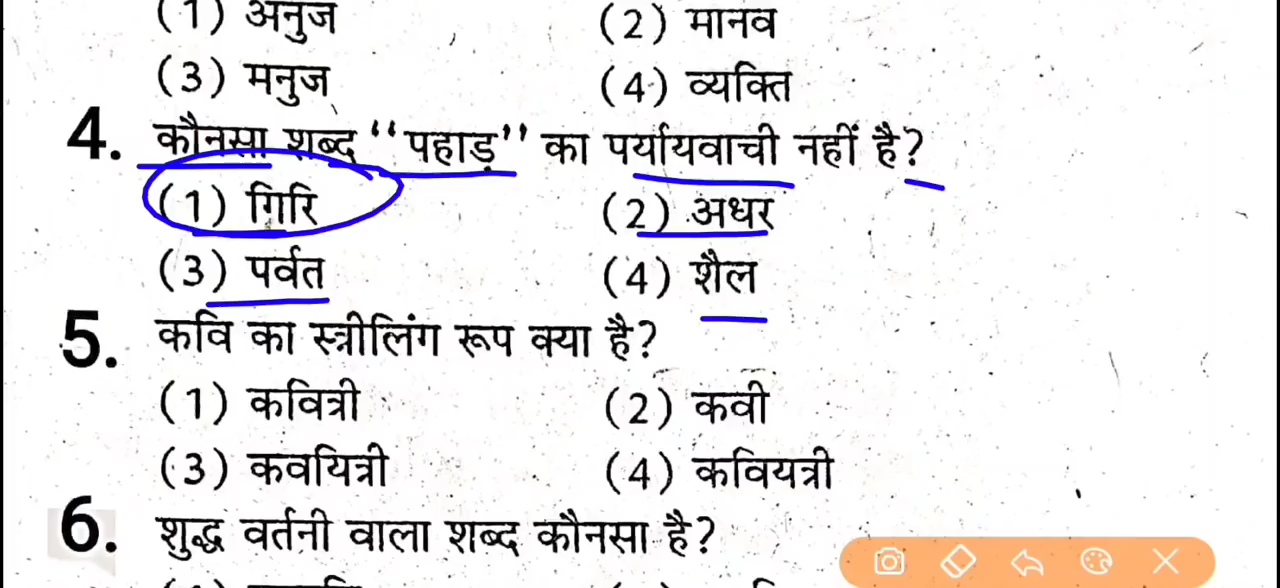 (1) अनुज (2) मानव
(3) मनुज (4) व्यक्ति
4. कौनसा शब्द "पहाड़" का पर्यायवाची नहीं है?
(1) गिरि (2) अधर
(3) पर्वत (4) शैल
5. कवि का स्त्रीलिंग रूप क्या है?
(1) कवित्री (2) कवी
(3) कवयित्री (4) कवियत्री
6. शुद्ध वर्तनी वाला शब्द कौनसा है?